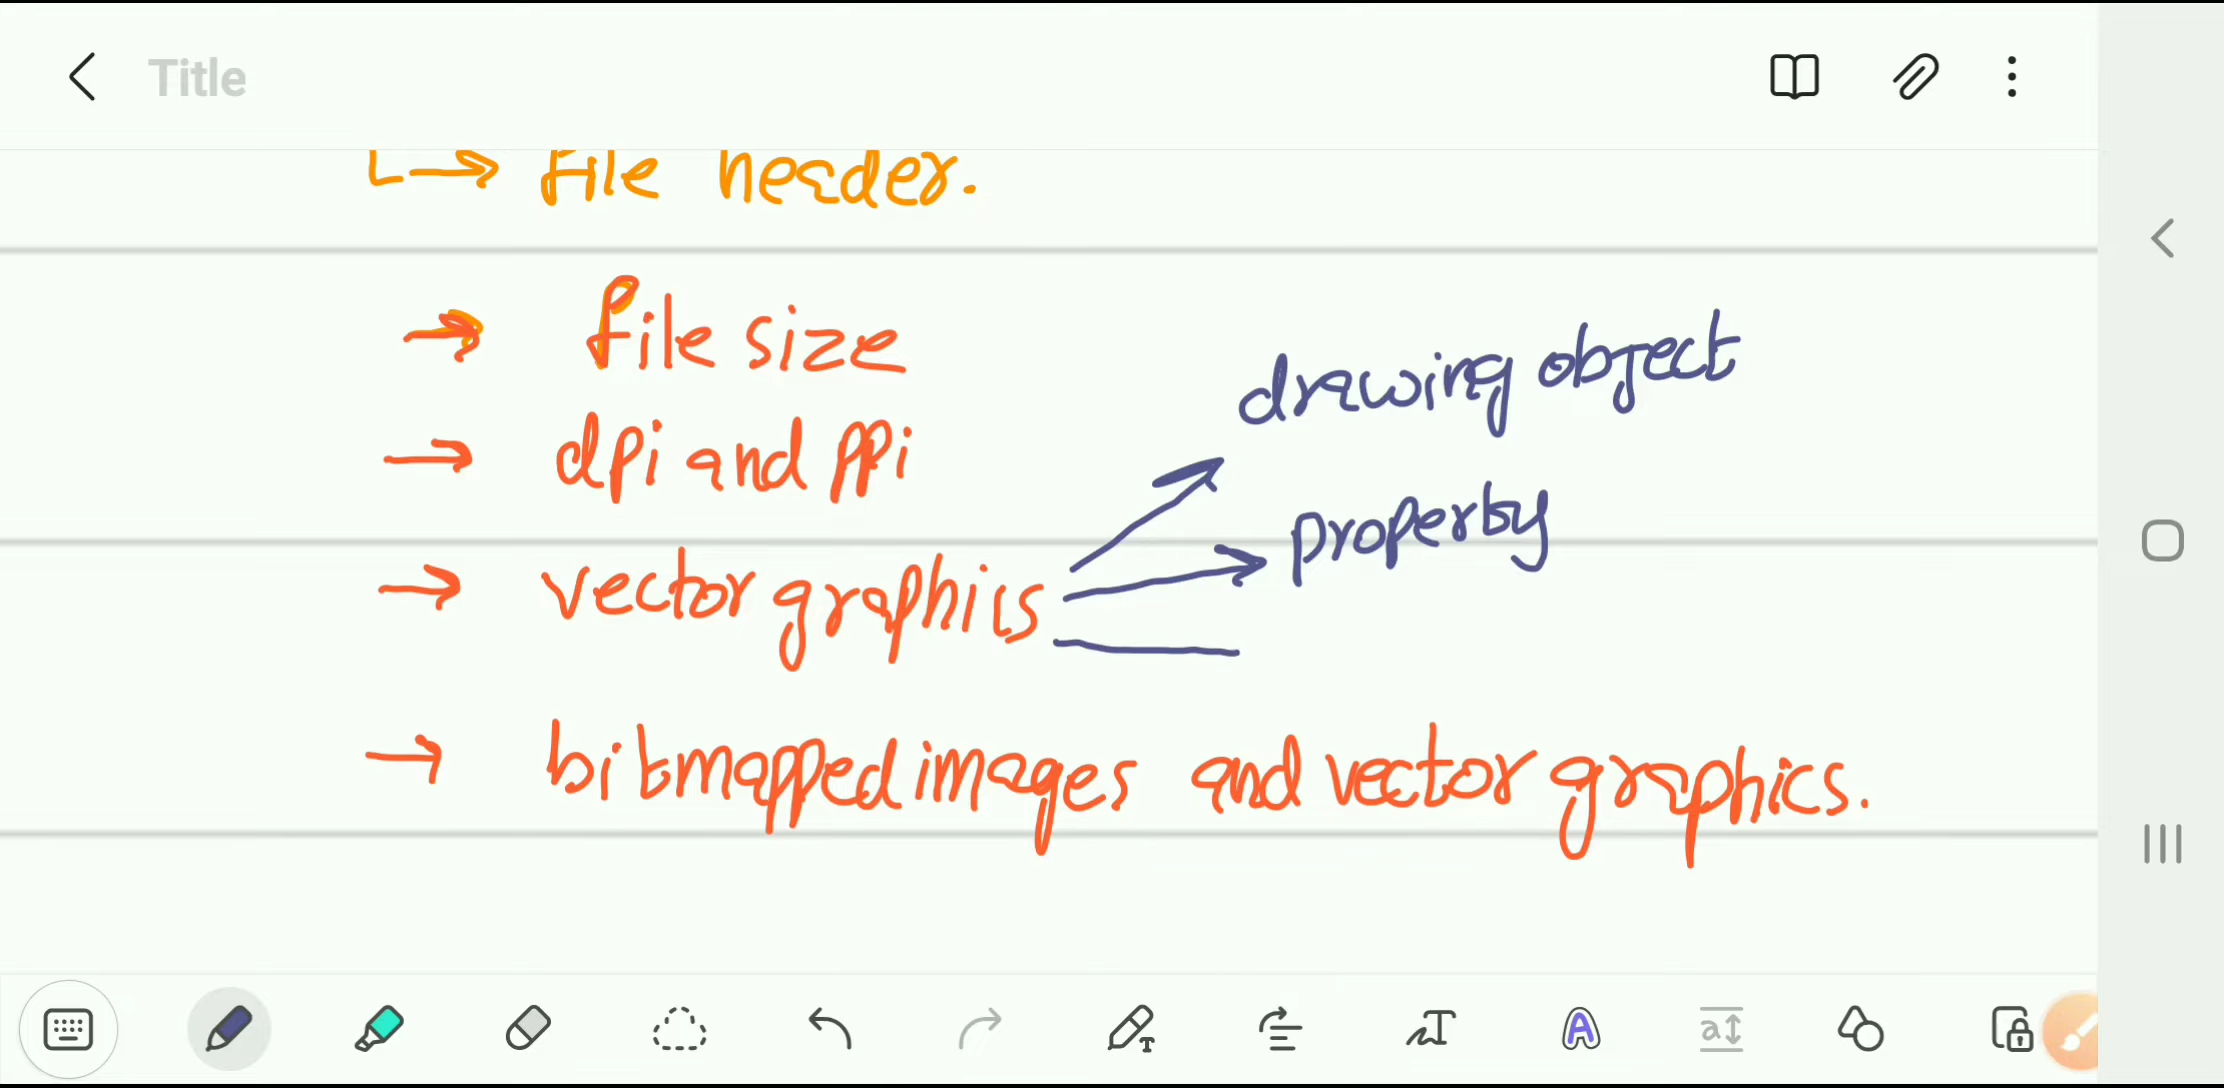 Title
→ file header.
→ file size
→ dpi and ppi
→ vector graphics
drawing object
property
→ bitmapped images and vector graphics.